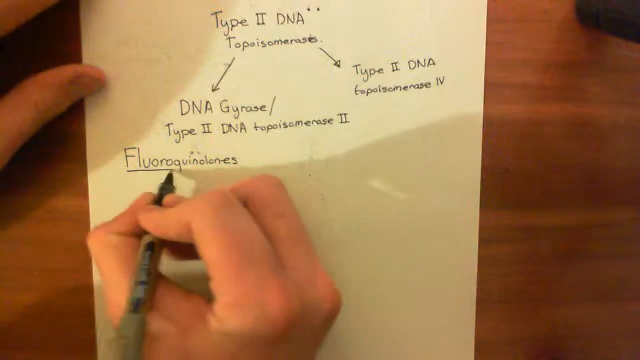 Type II DNA
Topoisomerases.
Type II DNA
topoisomerase IV
DNA Gyrase/
Type II DNA topoisomerase II
Fluoroquinolones